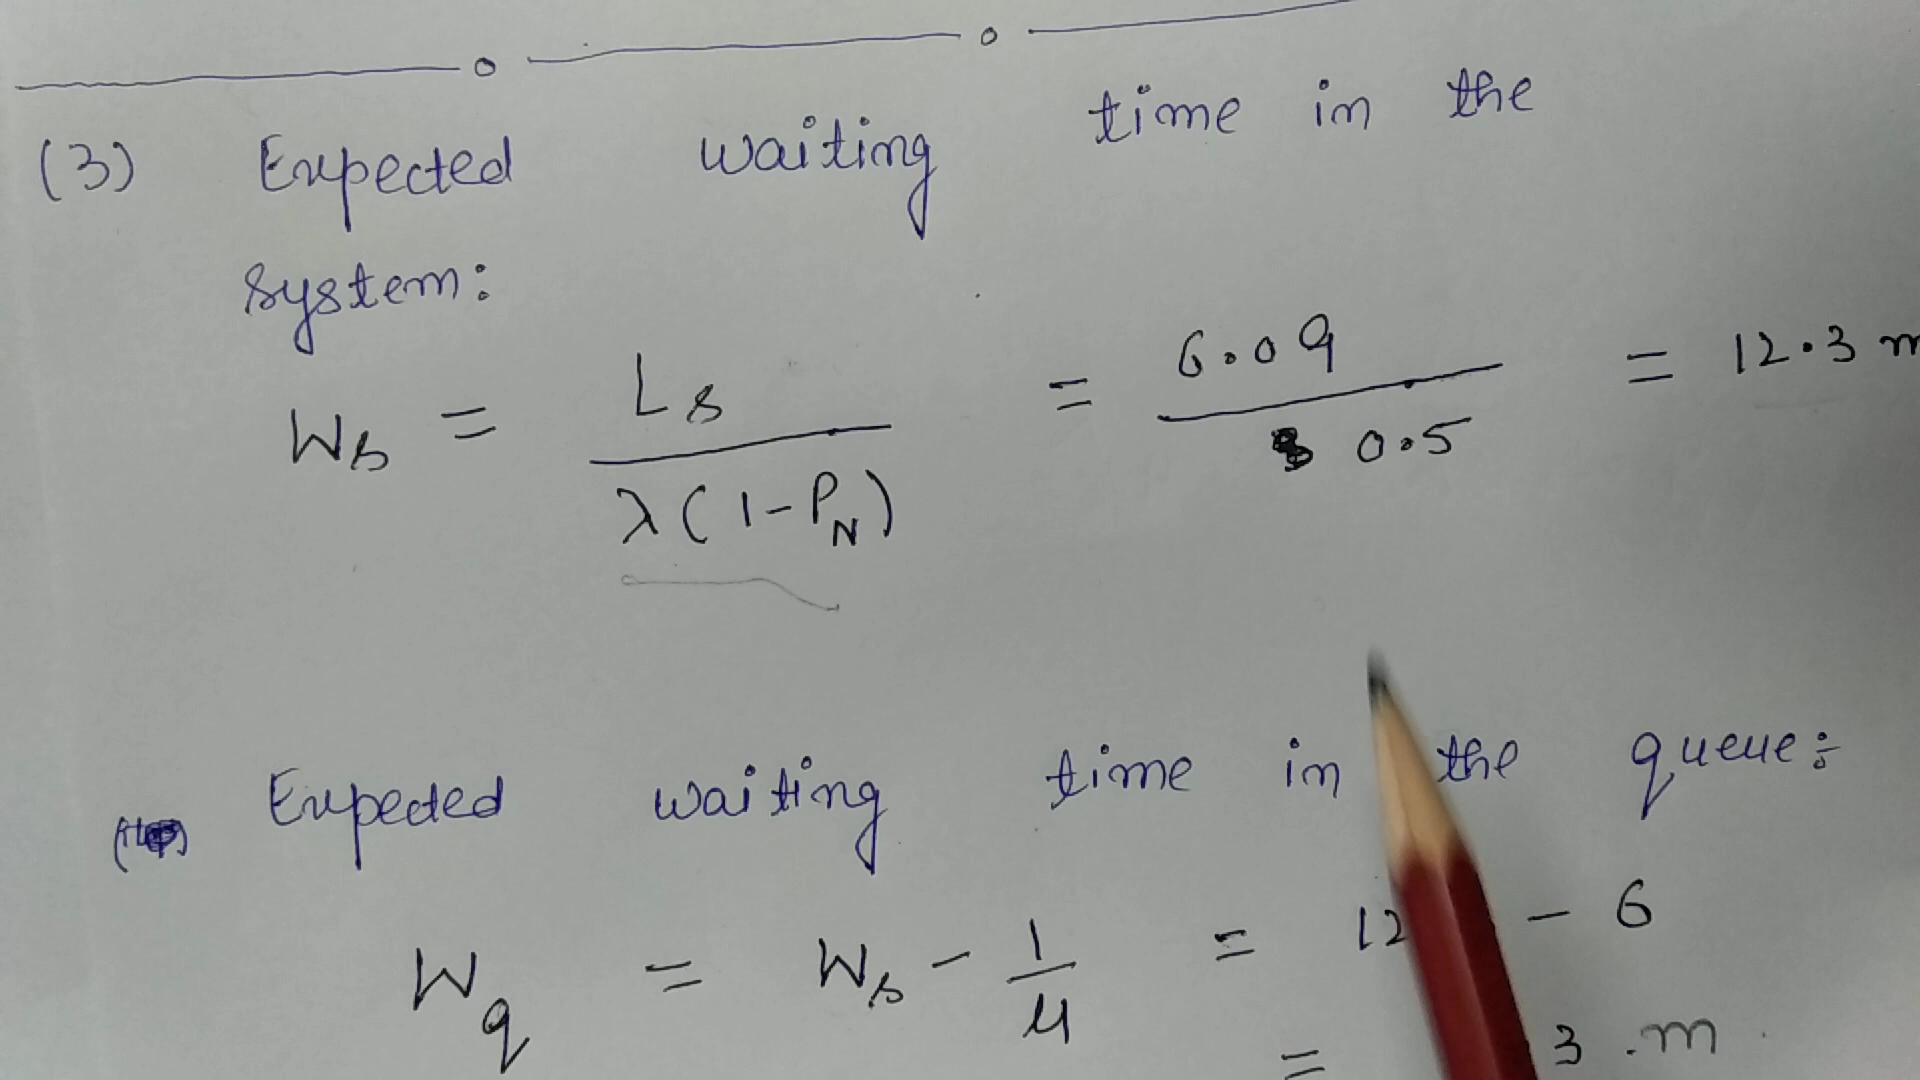 (3) Expected waiting time in the
system:
Ws = Ls / λ(1-PN) = 6.09 / 0.5 = 12.3 m
Expected waiting time in the queue:
Wq = Ws - 1/μ = 12 - 6
= 3 .m